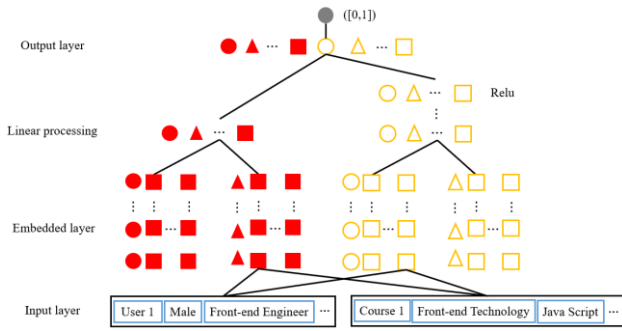 ([0,1])
Output layer
...
...
Relu
...
Linear processing
...
...
Embedded layer
...
...
...
...
Input layer
User 1 Male Front-end Engineer ...
Course 1 Front-end Technology Java Script ...